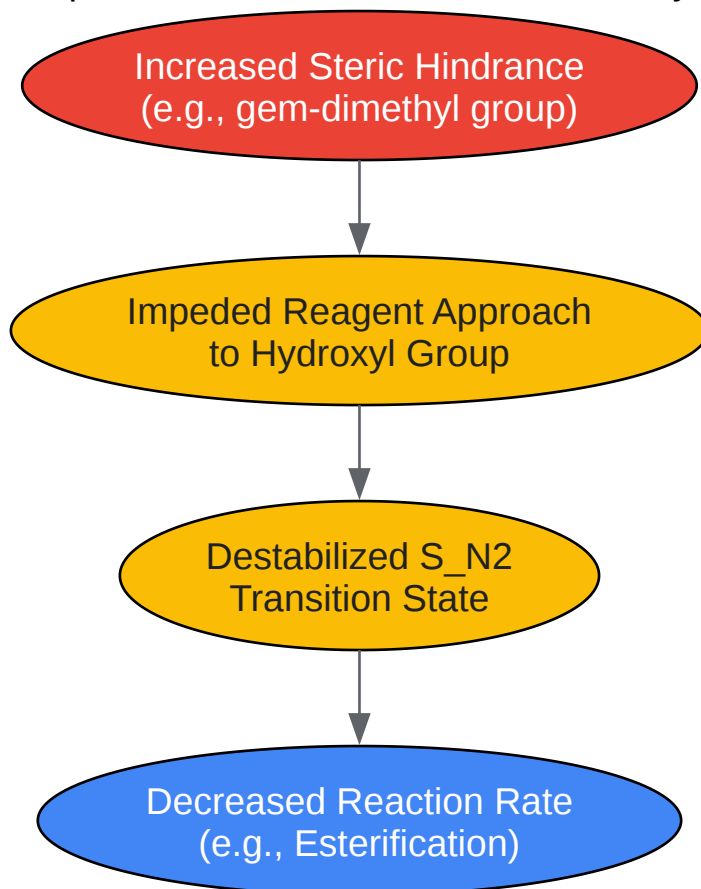 Increased Steric Hindrance
(e.g., gem-dimethyl group)
Impeded Reagent Approach
to Hydroxyl Group
Destabilized S_N2
Transition State
Decreased Reaction Rate
(e.g., Esterification)